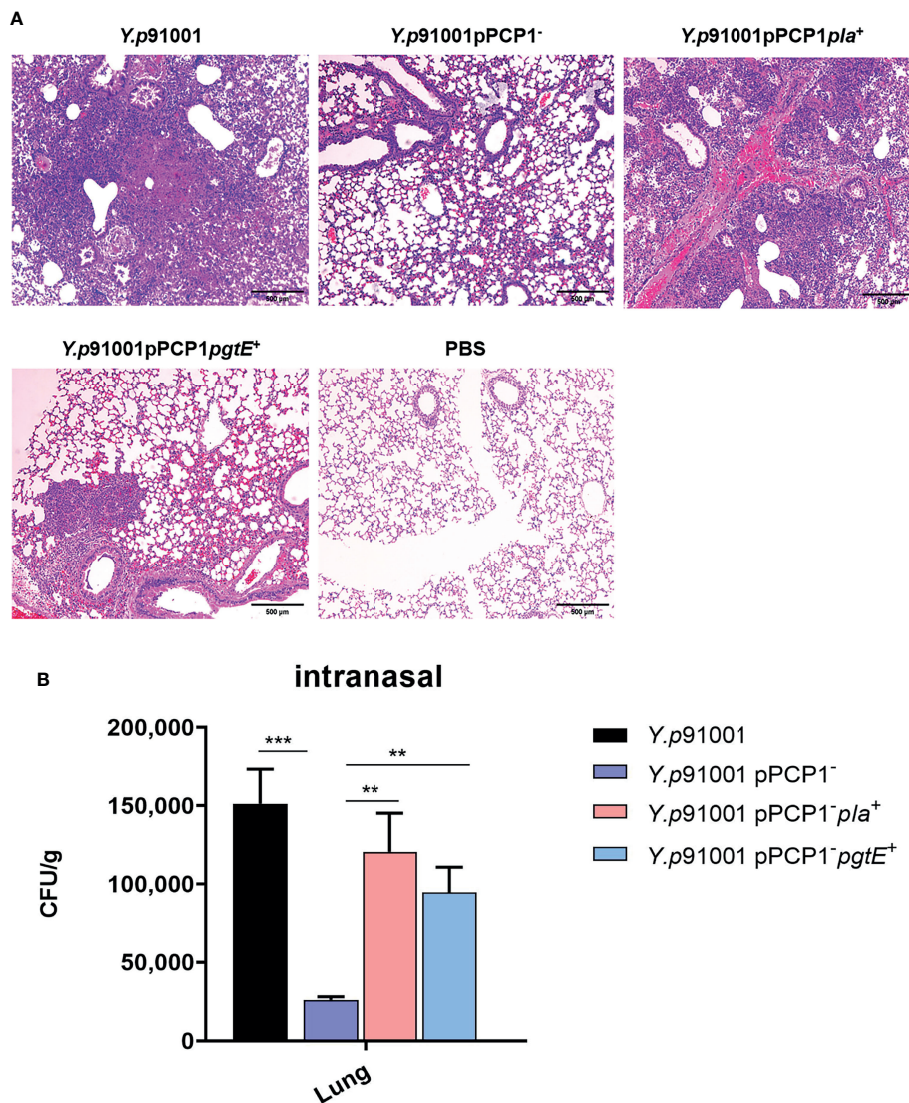 A
Y.p91001
Y.p91001pPCP1⁻
Y.p91001pPCP1pla⁺
500 µm
500 µm
500 µm
Y.p91001pPCP1pgtE⁺
PBS
500 µm
500 µm
B
intranasal
200,000
150,000
100,000
50,000
0
CFU/g
***
**
**
Lung
Y.p91001
Y.p91001 pPCP1⁻
Y.p91001 pPCP1⁻pla⁺
Y.p91001 pPCP1⁻pgtE⁺